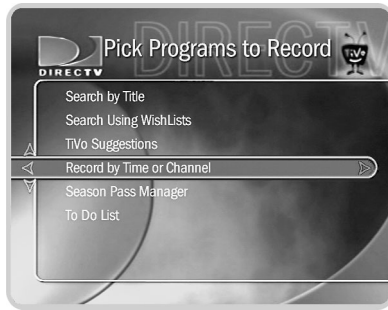 DIRECTV
Pick Programs to Record
TiVo
DIRECTV
Search by Title
Search Using WishLists
TiVo Suggestions
Record by Time or Channel
Season Pass Manager
To Do List